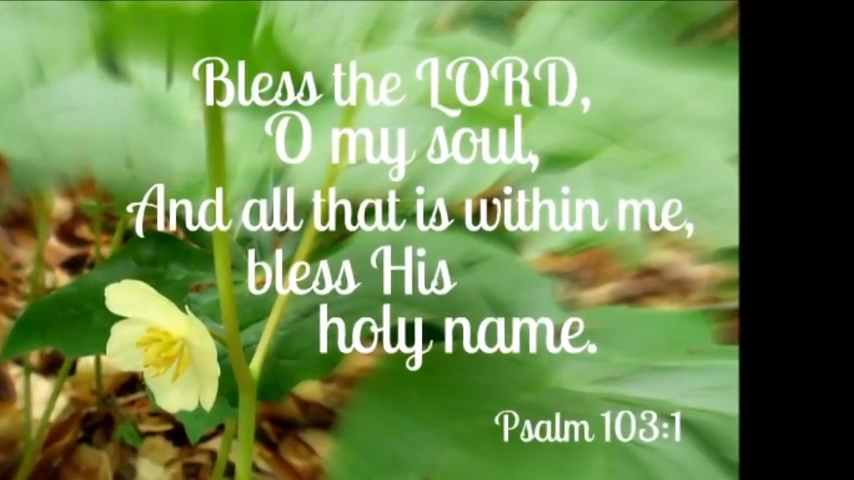 Bless the LORD,
O my soul,
And all that is within me,
bless His
holy name.
Psalm 103:1